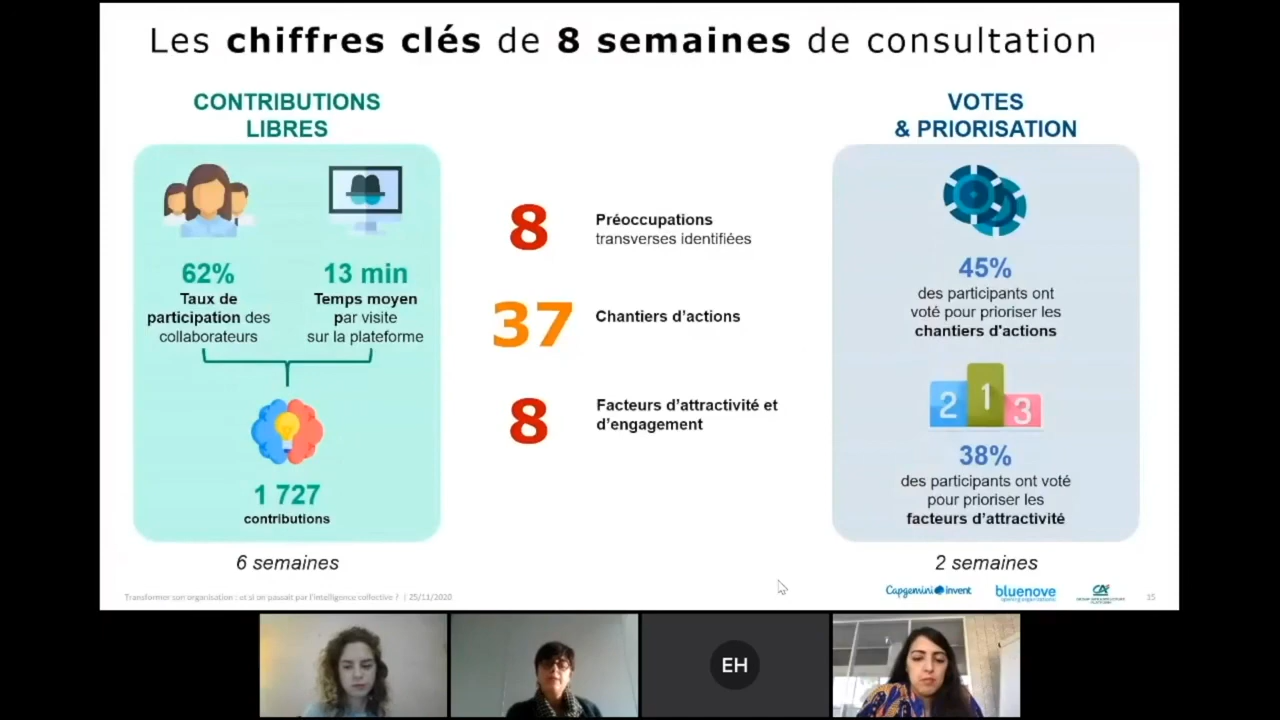 Les chiffres clés de 8 semaines de consultation
CONTRIBUTIONS
LIBRES
62%
Taux de
participation des
collaborateurs
13 min
Temps moyen
par visite
sur la plateforme
1 727
contributions
6 semaines
8
Préoccupations
transverses identifiées
37
Chantiers d'actions
8
Facteurs d'attractivité et
d'engagement
VOTES
& PRIORISATION
45%
des participants ont
voté pour prioriser les
chantiers d'actions
2
1
3
38%
des participants ont voté
pour prioriser les
facteurs d'attractivité
2 semaines
Transformer son organisation : et si on passait par l'intelligence collective ? | 25/11/2020
Capgemini invent
bluenove
CA
15
EH